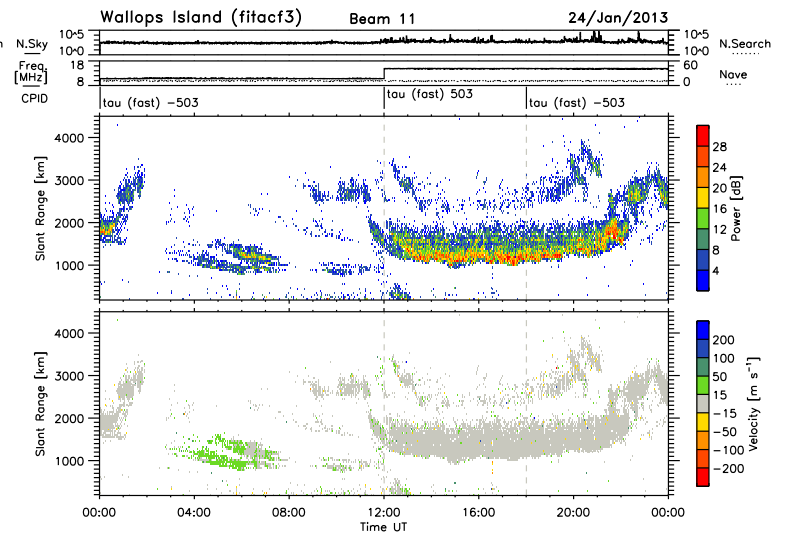 Wallops Island (fitacf3) Beam 11 24/Jan/2013
n N.Sky 10^5 10^0 10^5 10^0 N.Search
Freq. [MHz] 18 8 60 0 Nave
CPID tau (fast) -503 tau (fast) 503 tau (fast) -503
Slant Range [km]
4000
3000
2000
1000
28
24
20
16
12
8
4
Power [dB]
Slant Range [km]
4000
3000
2000
1000
200
100
50
15
-15
-50
-100
-200
Velocity [m s⁻¹]
00:00 04:00 08:00 12:00 16:00 20:00 00:00
Time UT